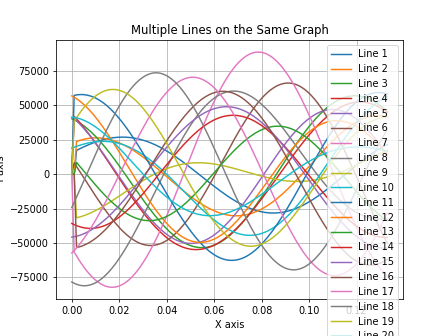 Multiple Lines on the Same Graph
75000
50000
25000
0
−25000
−50000
−75000
0.00
0.02
0.04
0.06
0.08
0.10
X axis
Line 1
Line 2
Line 3
Line 4
Line 5
Line 6
Line 7
Line 8
Line 9
Line 10
Line 11
Line 12
Line 13
Line 14
Line 15
Line 16
Line 17
Line 18
Line 19
Line 20